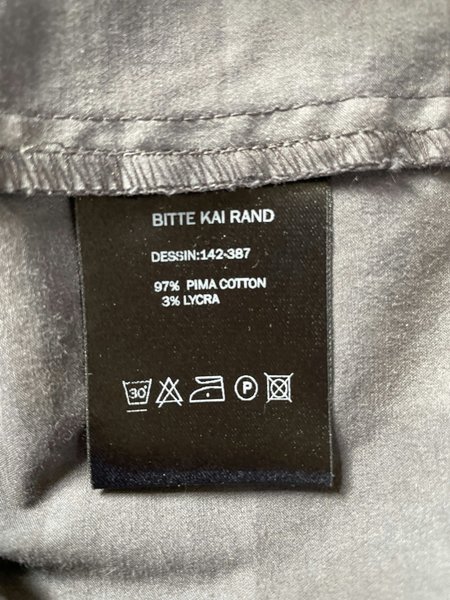 BITTE KAI RAND
DESSIN:142-387
97% PIMA COTTON
3% LYCRA
30° P